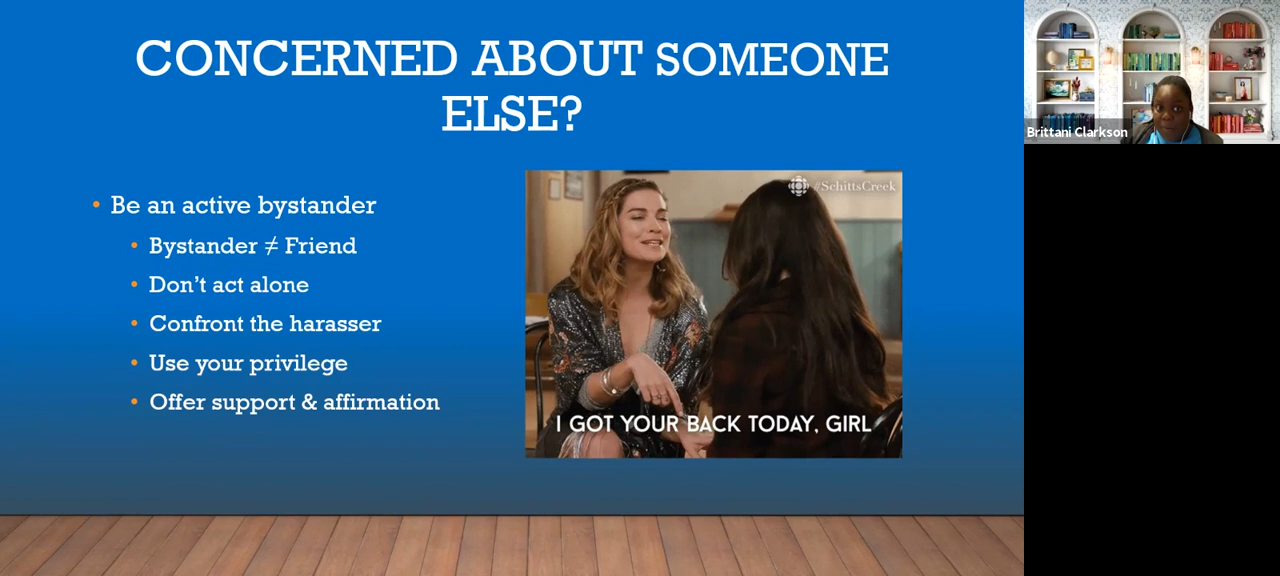 CONCERNED ABOUT SOMEONE
ELSE?
• Be an active bystander
• Bystander ≠ Friend
• Don’t act alone
• Confront the harasser
• Use your privilege
• Offer support & affirmation
#SchittsCreek
I GOT YOUR BACK TODAY, GIRL
Brittani Clarkson